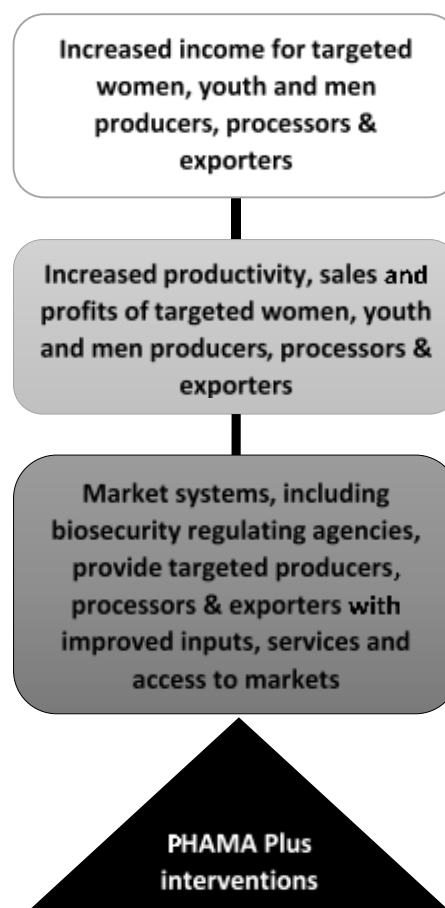 Increased income for targeted
women, youth and men
producers, processors &
exporters
Increased productivity, sales and
profits of targeted women, youth
and men producers, processors &
exporters
Market systems, including
biosecurity regulating agencies,
provide targeted producers,
processors & exporters with
improved inputs, services and
access to markets
PHAMA Plus
interventions